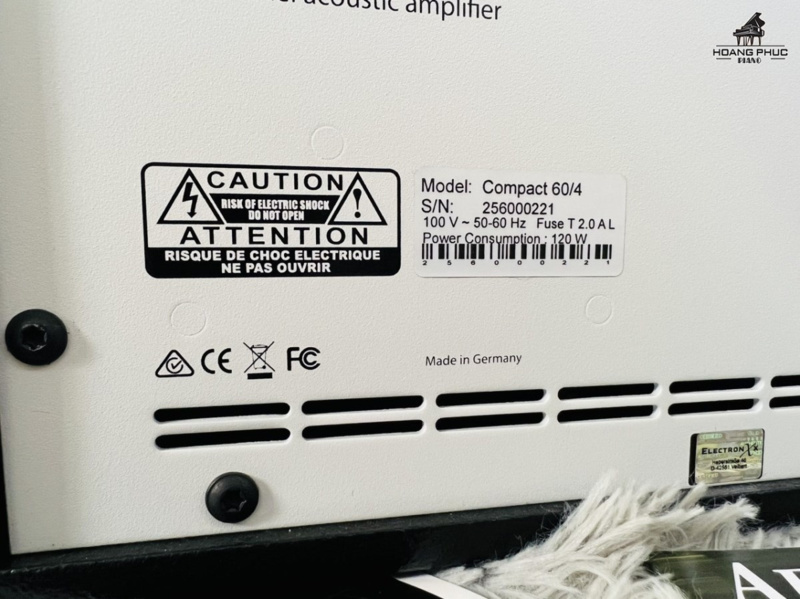 acoustic amplifier
HOANG PHUC
PIANO
CAUTION
RISK OF ELECTRIC SHOCK
DO NOT OPEN
ATTENTION
RISQUE DE CHOC ELECTRIQUE
NE PAS OUVRIR
Model: Compact 60/4
S/N: 256000221
100 V ~ 50-60 Hz Fuse T 2.0 A L
Power Consumption : 120 W
256000221
CE FC
Made in Germany
ELECTRON X